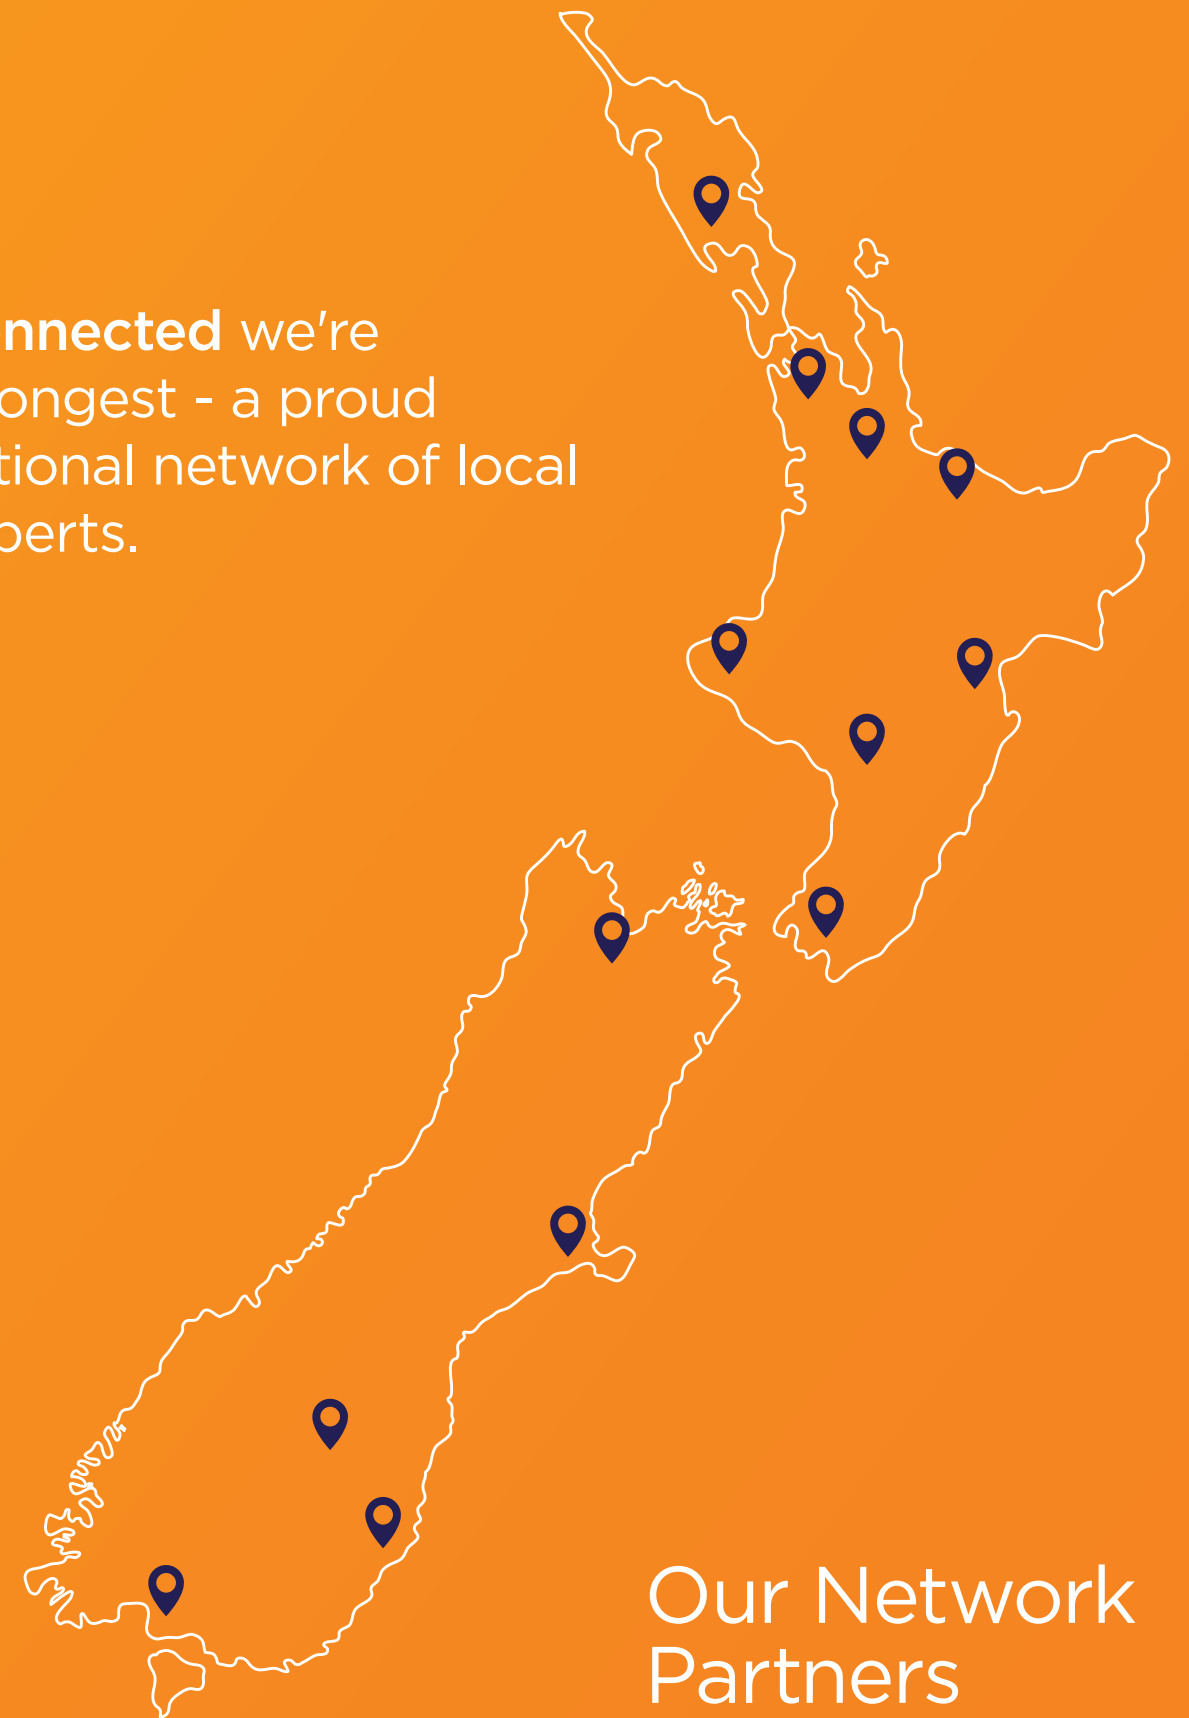 nnected we're
ongest - a proud
tional network of local
perts.
Our Network
Partners